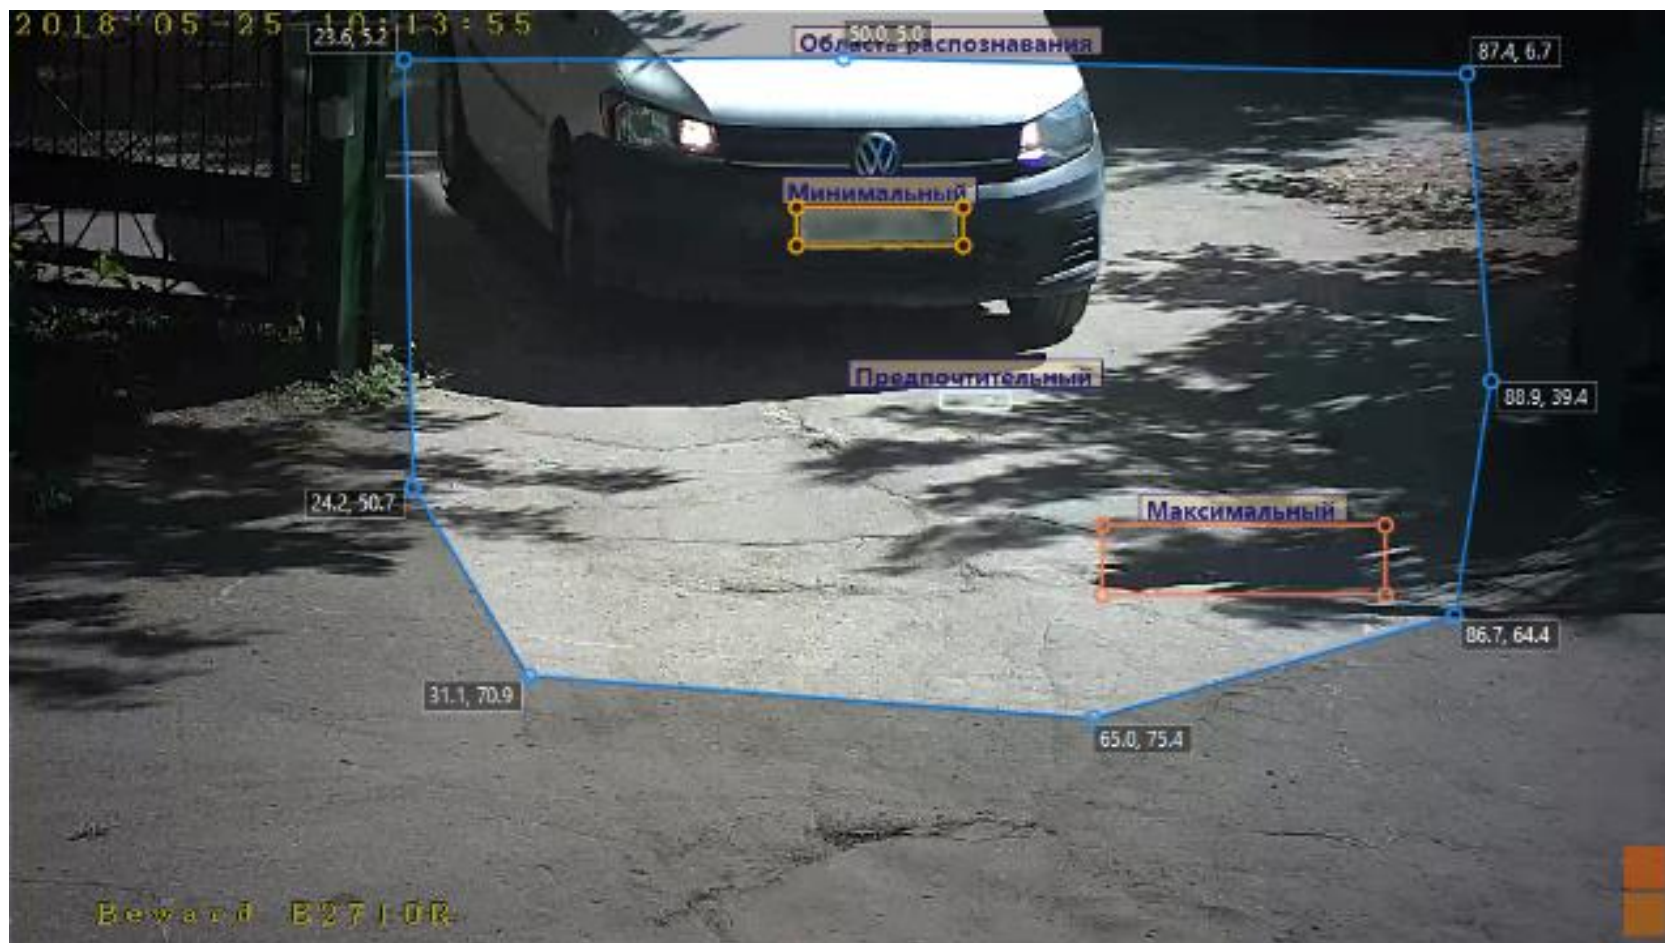 2018-05-25 10:13:55
23.6, 5.2
50.0, 5.0
Область распознавания
87.4, 6.7
Минимальный
Предпочтительный
88.9, 39.4
24.2, 50.7
Максимальный
86.7, 64.4
31.1, 70.9
65.0, 75.4
Beward B2710R